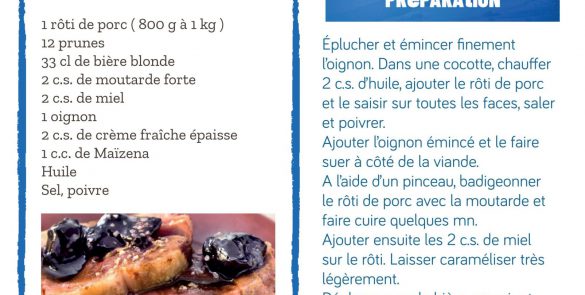 1 rôti de porc ( 800 g à 1 kg )
12 prunes
33 cl de bière blonde
2 c.s. de moutarde forte
2 c.s. de miel
1 oignon
2 c.s. de crème fraîche épaisse
1 c.c. de Maïzena
Huile
Sel, poivre
PRÉPARATION
Éplucher et émincer finement
l’oignon. Dans une cocotte, chauffer
2 c.s. d’huile, ajouter le rôti de porc
et le saisir sur toutes les faces, saler
et poivrer.
Ajouter l’oignon émincé et le faire
suer à côté de la viande.
A l’aide d’un pinceau, badigeonner
le rôti de porc avec la moutarde et
faire cuire quelques mn.
Ajouter ensuite les 2 c.s. de miel
sur le rôti. Laisser caraméliser très
légèrement.